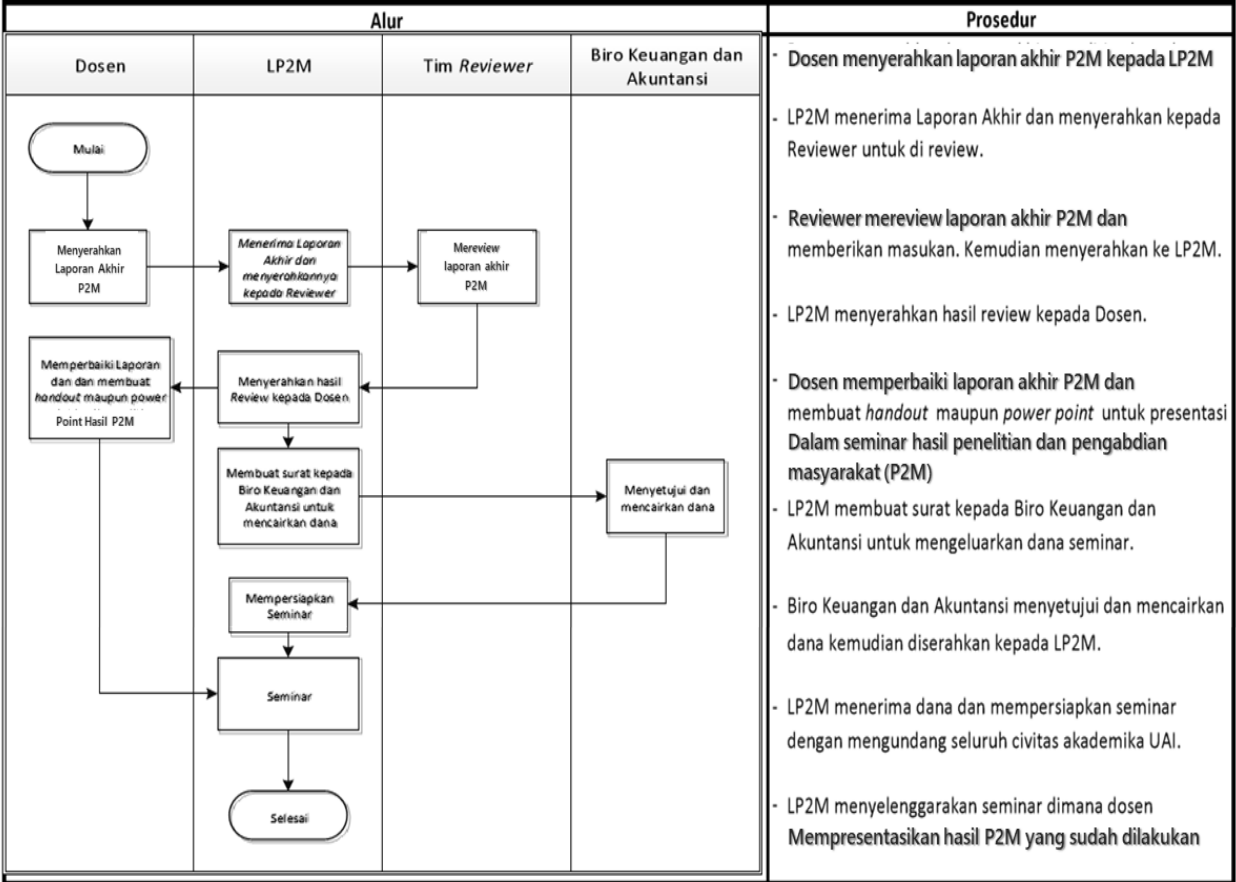 Alur
Prosedur
Dosen
LP2M
Tim Reviewer
Biro Keuangan dan
Akuntansi
Mulai
Menyerahkan
Laporan Akhir
P2M
Menerima Laporan
Akhir dan
menyerahkannya
kepada Reviewer
Mereview
laporan akhir
P2M
Memperbaiki Laporan
dan dan membuat
handout maupun power
Point Hasil P2M
Menyerahkan hasil
Review kepada Dosen
Membuat surat kepada
Biro Keuangan dan
Akuntansi untuk
mencairkan dana
Menyetujui dan
mencairkan dana
Mempersiapkan
Seminar
Seminar
Selesai
- Dosen menyerahkan laporan akhir P2M kepada LP2M
- LP2M menerima Laporan Akhir dan menyerahkan kepada
Reviewer untuk di review.
- Reviewer mereview laporan akhir P2M dan
memberikan masukan. Kemudian menyerahkan ke LP2M.
- LP2M menyerahkan hasil review kepada Dosen.
- Dosen memperbaiki laporan akhir P2M dan
membuat handout maupun power point untuk presentasi
Dalam seminar hasil penelitian dan pengabdian
masyarakat (P2M)
- LP2M membuat surat kepada Biro Keuangan dan
Akuntansi untuk mengeluarkan dana seminar.
- Biro Keuangan dan Akuntansi menyetujui dan mencairkan
dana kemudian diserahkan kepada LP2M.
- LP2M menerima dana dan mempersiapkan seminar
dengan mengundang seluruh civitas akademika UAI.
- LP2M menyelenggarakan seminar dimana dosen
Mempresentasikan hasil P2M yang sudah dilakukan